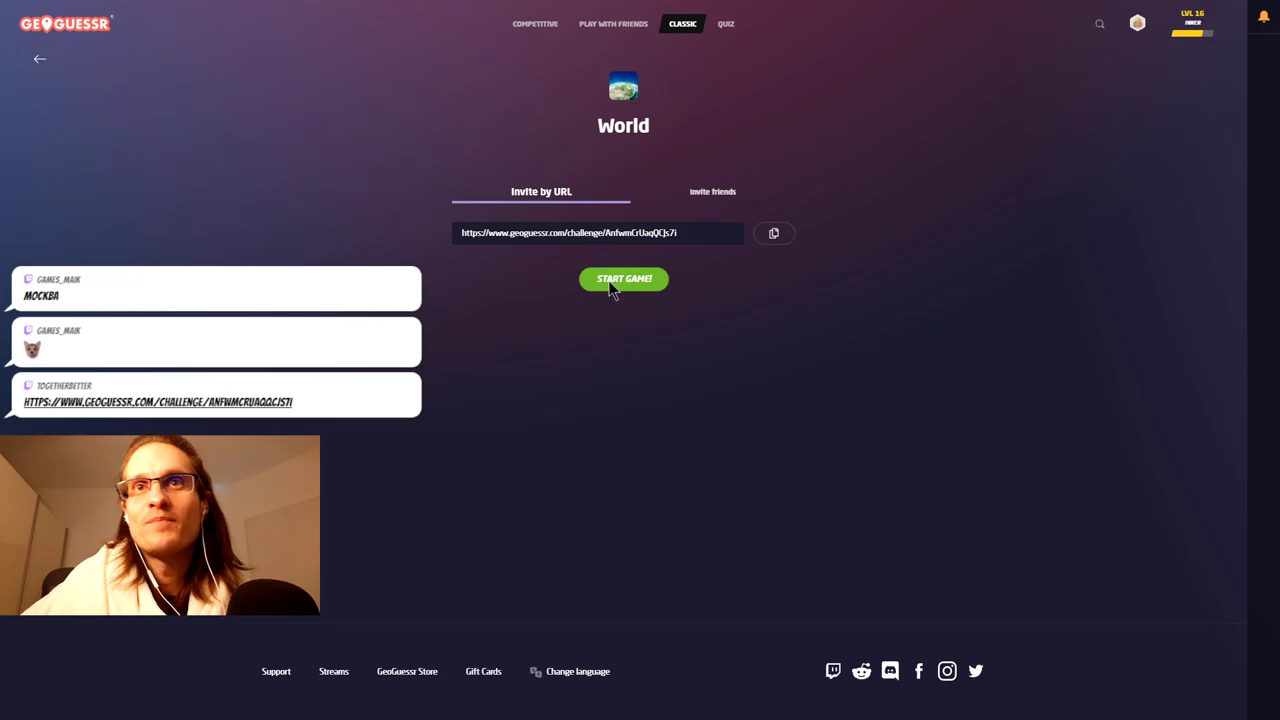 GEOGUESSR
COMPETITIVE
PLAY WITH FRIENDS
CLASSIC
QUIZ
LVL 16
HIKER
World
Invite by URL
Invite friends
https://www.geoguessr.com/challenge/AnfwmCrUaqQCJs7i
START GAME!
GAMES_MAIK
МОСКВА
GAMES_MAIK
TOGETHERBETTER
HTTPS://WWW.GEOGUESSR.COM/CHALLENGE/ANFWMCRUAQQCJS7I
Support
Streams
GeoGuessr Store
Gift Cards
Change language